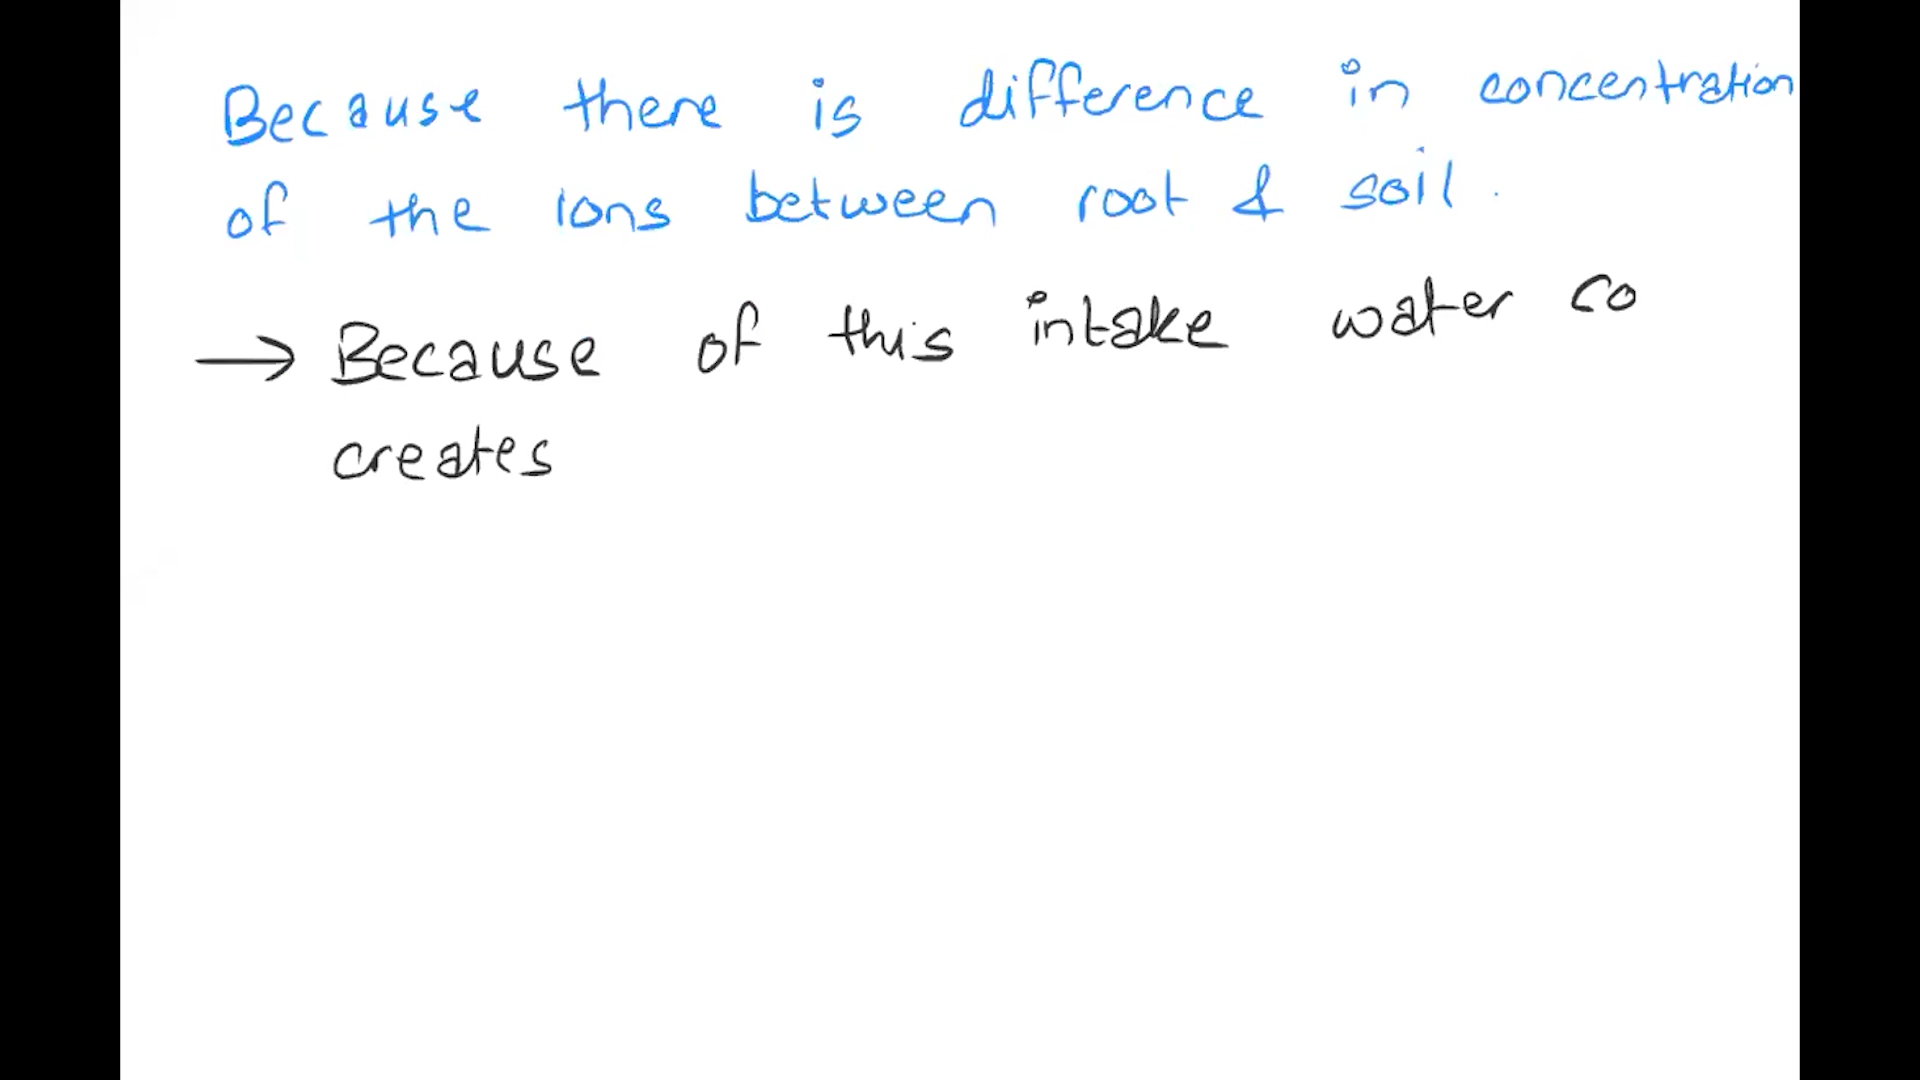 Because there is difference in concentration
of the ions between root & soil.
→ Because of this intake water co
creates